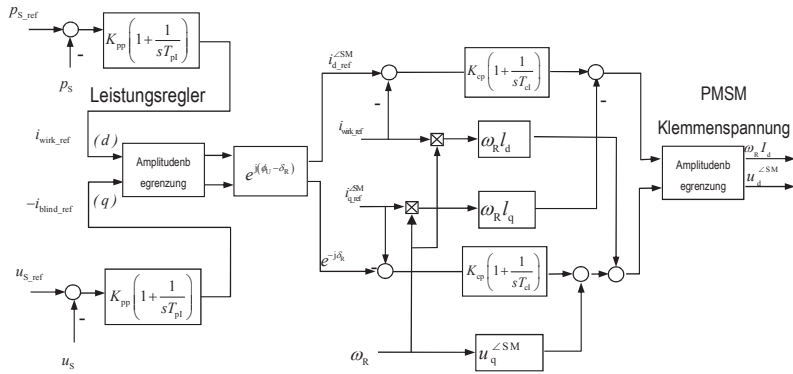 p_S_ref
K_pp(1+1/(sT_pI))
-
p_S
Leistungsregler
i_wirk_ref
(d)
Amplitudenb
egrenzung
e^j(ϕ_U−δ_R)
−i_blind_ref
(q)
u_S_ref
K_pp(1+1/(sT_pI))
-
u_S
i_d_ref^∠SM
K_cp(1+1/(sT_cI))
-
-
i_wirk_ref
ω_R l_d
i_q_ref^∠SM
ω_R l_q
e^−jδ_R
-
K_cp(1+1/(sT_cI))
ω_R
u_q^∠SM
PMSM
Klemmenspannung
Amplitudenb
egrenzung
ω_R I_d
u_d^∠SM